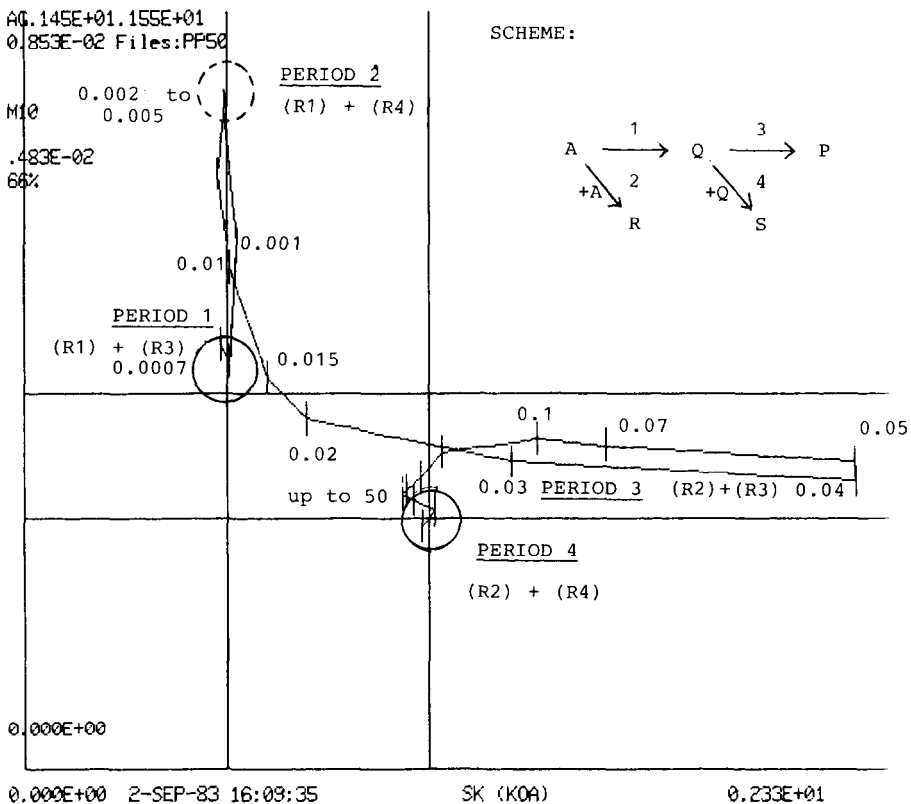 AQ.145E+01.155E+01
0.853E-02 Files:PP50
SCHEME:
PERIOD 2
(R1) + (R4)
0.002 to
0.005
M10
.483E-02
66%
A 1 Q 3 P
+A 2 +Q 4
R S
0.001
0.01
PERIOD 1
(R1) + (R3)
0.0007
0.015
0.02
0.1
0.07
0.05
0.03 PERIOD 3 (R2)+(R3) 0.04
up to 50
PERIOD 4
(R2) + (R4)
0.000E+00
0.000E+00 2-SEP-83 16:09:35 SK (KOA) 0.233E+01